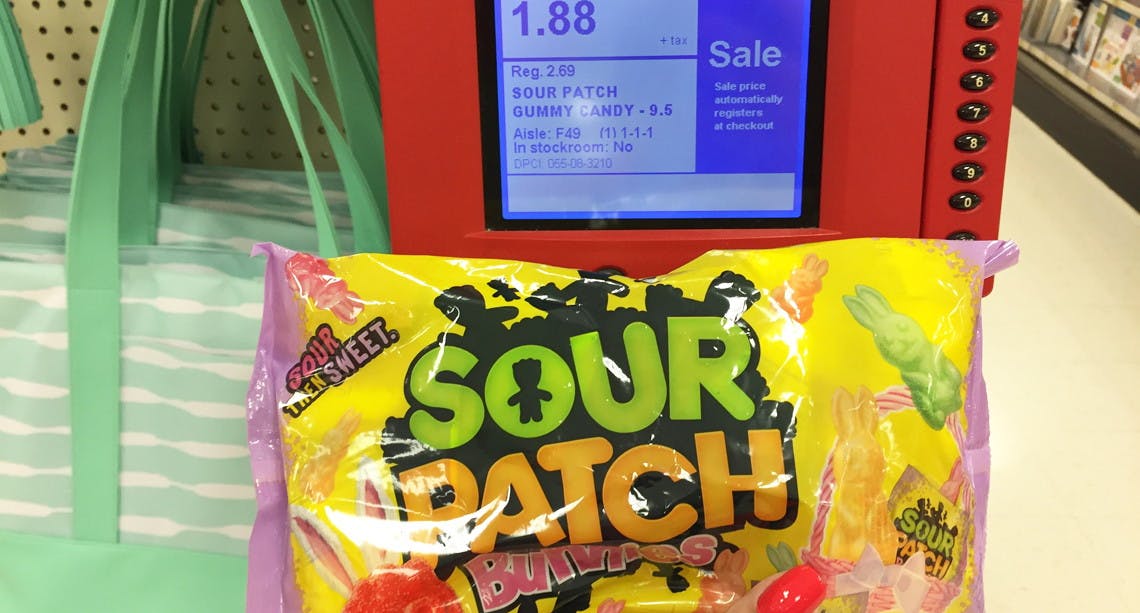 1.88
+ tax
Sale
Reg. 2.69
SOUR PATCH
GUMMY CANDY - 9.5
Aisle: F49 (1) 1-1-1
In stockroom: No
DPCI: 055-08-3210
Sale price
automatically
registers
at checkout
4
5
6
7
8
9
0
SOUR
THEN SWEET.
SOUR
PATCH
BUNNIES
SOUR
PATCH